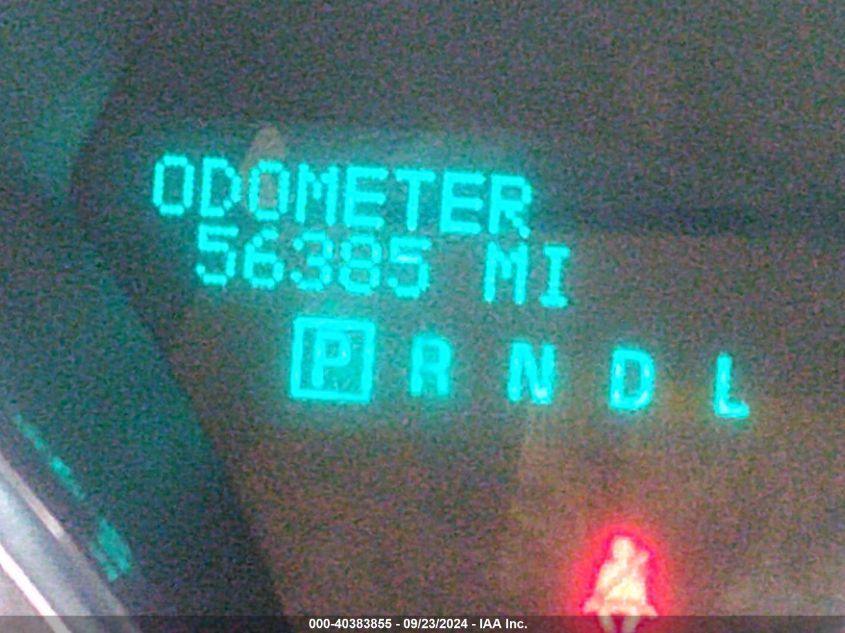 ODOMETER
56385 MI
P R N D L
000-40383855 - 09/23/2024 - IAA Inc.